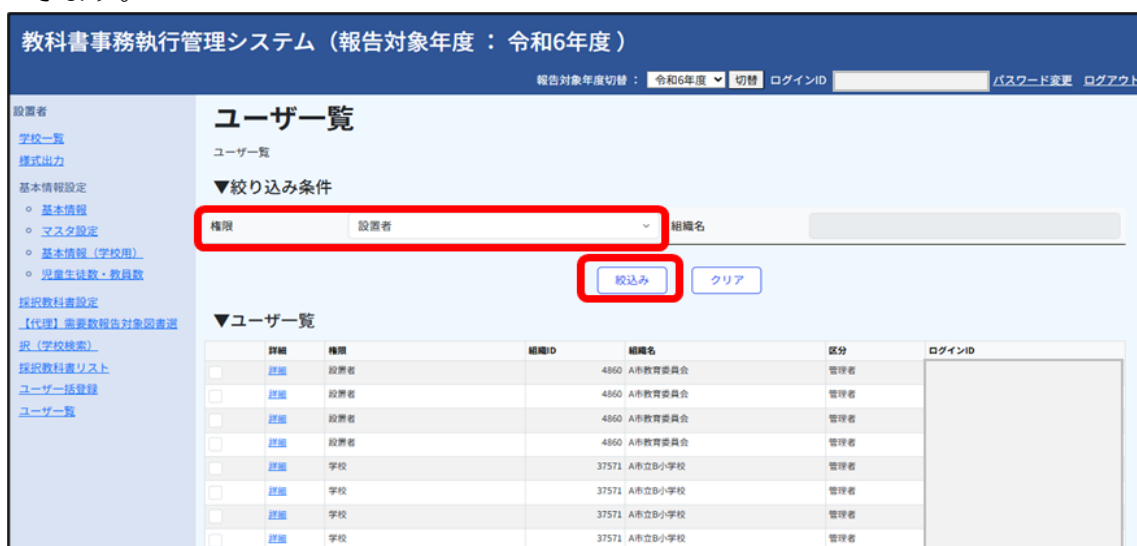 教科書事務執行管理システム（報告対象年度 ： 令和6年度 ）
報告対象年度切替 ： 令和6年度 切替 ログインID パスワード変更 ログアウト
設置者
学校一覧
様式出力
基本情報設定
基本情報
マスタ設定
基本情報（学校用）
児童生徒数・教員数
採択教科書設定
【代理】需要数報告対象図書選
択（学校検索）
採択教科書リスト
ユーザー括登録
ユーザ一覧
ユーザ一覧
ユーザ一覧
▼絞り込み条件
権限 設置者 組織名
絞込み クリア
▼ユーザ一覧
詳細 権限 組織ID 組織名 区分 ログインID
詳細 設置者 4860 A市教育委員会 管理者
詳細 設置者 4860 A市教育委員会 管理者
詳細 設置者 4860 A市教育委員会 管理者
詳細 設置者 4860 A市教育委員会 管理者
詳細 学校 37571 A市立B小学校 管理者
詳細 学校 37571 A市立B小学校 管理者
詳細 学校 37571 A市立B小学校 管理者
詳細 学校 37571 A市立B小学校 管理者